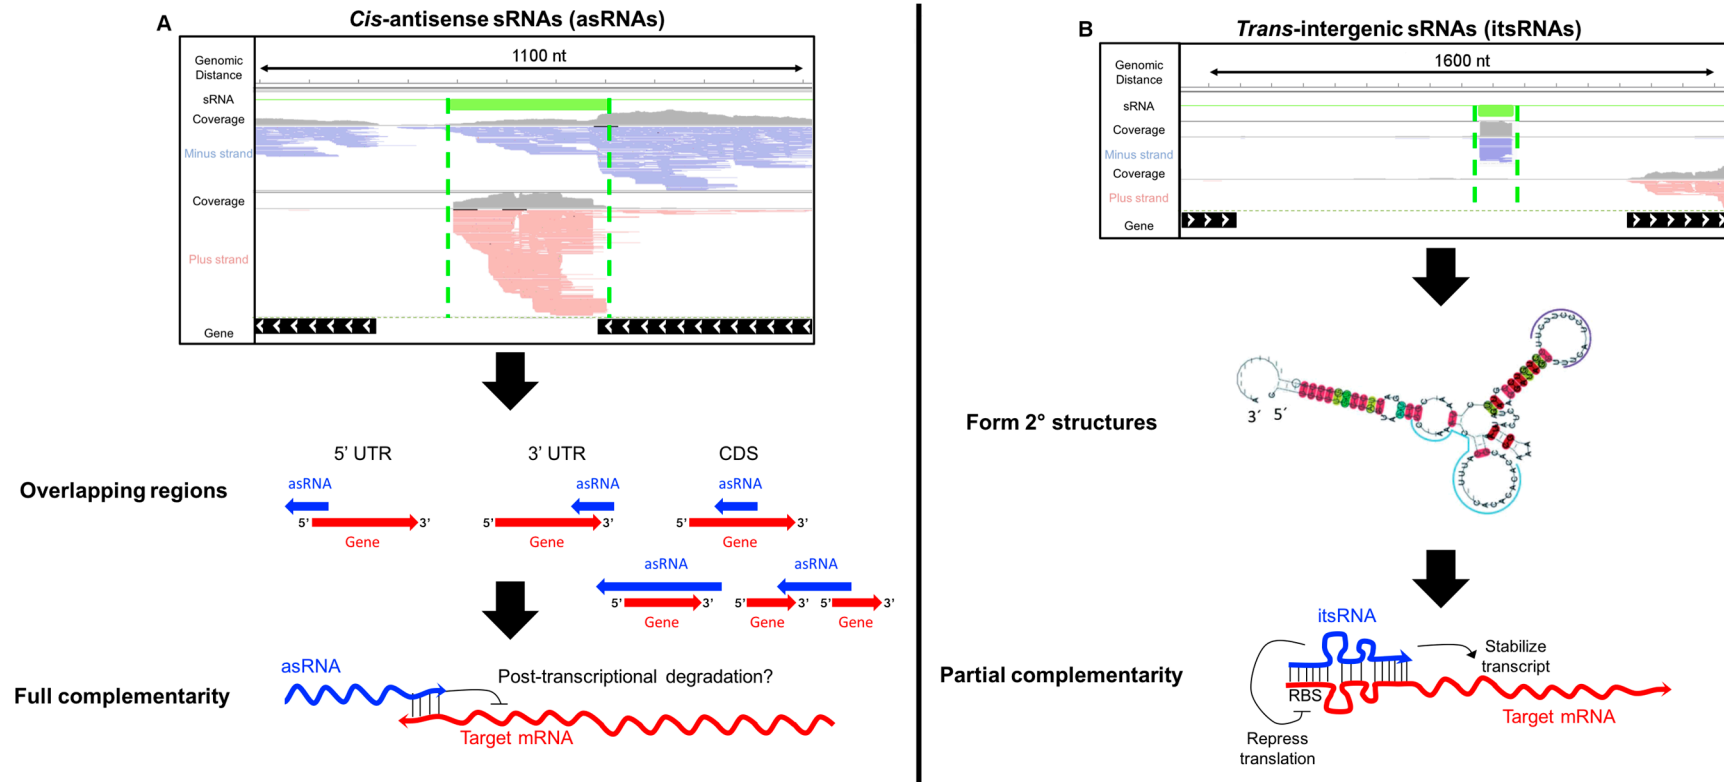 A
Cis-antisense sRNAs (asRNAs)
Genomic
Distance
1100 nt
sRNA
Coverage
Minus strand
Coverage
Plus strand
Gene
Overlapping regions
5' UTR
3' UTR
CDS
asRNA
asRNA
asRNA
5'
3'
5'
3'
5'
3'
Gene
Gene
Gene
asRNA
asRNA
5'
3'
5'
3'
5'
3'
Gene
Gene
Gene
Full complementarity
asRNA
Post-transcriptional degradation?
Target mRNA
B
Trans-intergenic sRNAs (itsRNAs)
Genomic
Distance
1600 nt
sRNA
Coverage
Minus strand
Coverage
Plus strand
Gene
Form 2° structures
3′ 5′
Partial complementarity
itsRNA
Stabilize
transcript
RBS
Target mRNA
Repress
translation